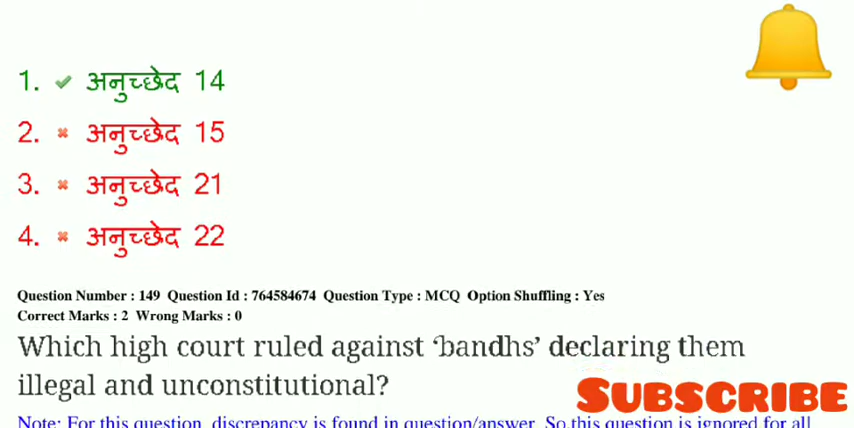 1. ✔ अनुच्छेद 14
2. ✖ अनुच्छेद 15
3. ✖ अनुच्छेद 21
4. ✖ अनुच्छेद 22
Question Number : 149 Question Id : 764584674 Question Type : MCQ Option Shuffling : Yes
Correct Marks : 2 Wrong Marks : 0
Which high court ruled against ‘bandhs’ declaring them
illegal and unconstitutional?
SUBSCRIBE
Note: For this question, discrepancy is found in question/answer. So,this question is ignored for all